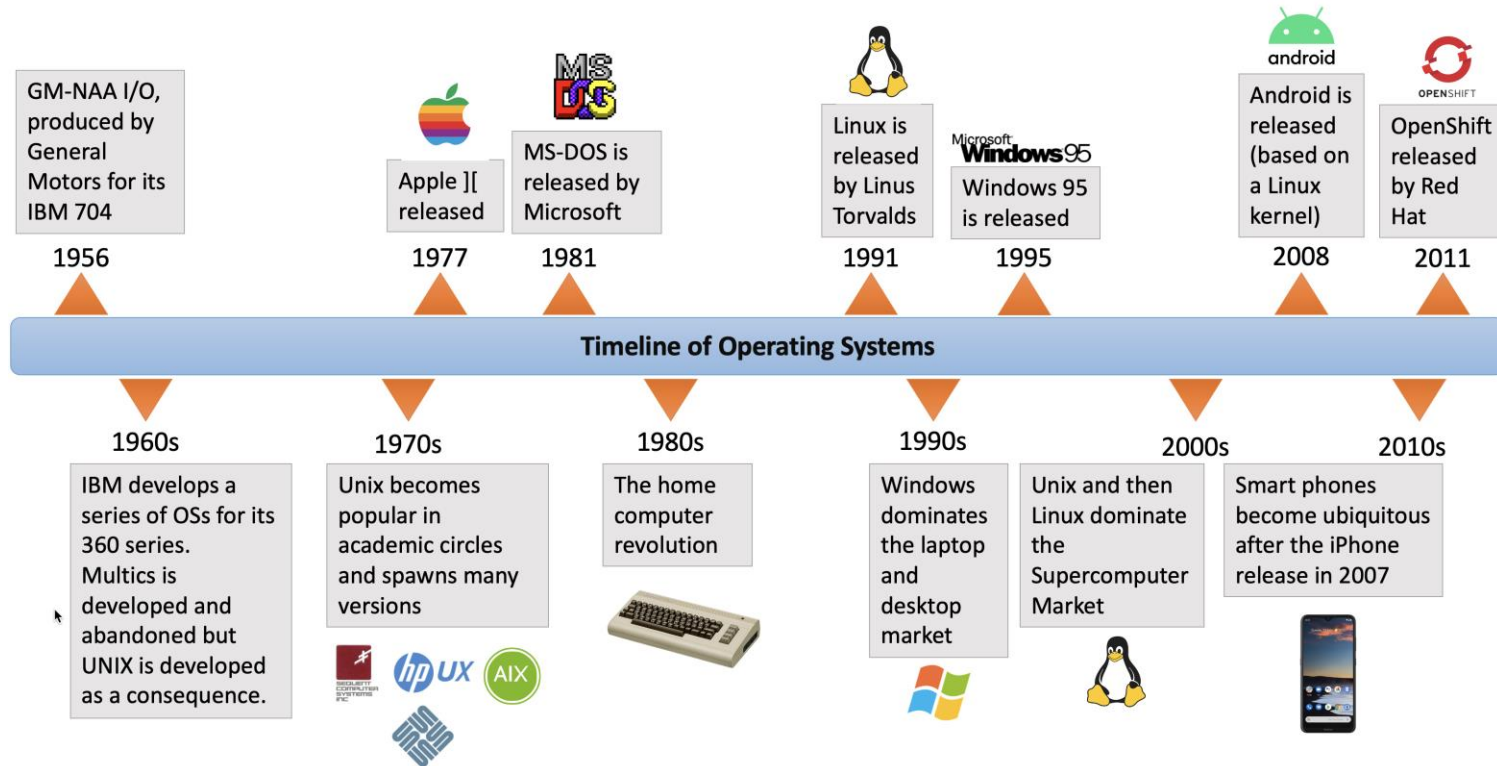 GM-NAA I/O,
produced by
General
Motors for its
IBM 704
1956
Apple ][
released
1977
MS
DOS
MS-DOS is
released by
Microsoft
1981
Linux is
released
by Linus
Torvalds
1991
Microsoft
Windows 95
Windows 95
is released
1995
android
Android is
released
(based on
a Linux
kernel)
2008
OPENSHIFT
OpenShift
released
by Red
Hat
2011
Timeline of Operating Systems
1960s
IBM develops a
series of OSs for its
360 series.
Multics is
developed and
abandoned but
UNIX is developed
as a consequence.
1970s
Unix becomes
popular in
academic circles
and spawns many
versions
SEQUENT
COMPUTER
SYSTEMS
INC
hp UX
AIX
1980s
The home
computer
revolution
1990s
Windows
dominates
the laptop
and
desktop
market
2000s
Unix and then
Linux dominate
the
Supercomputer
Market
2010s
Smart phones
become ubiquitous
after the iPhone
release in 2007